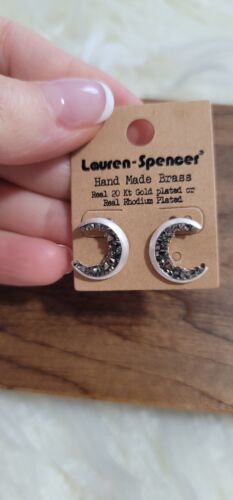 Lauren-Spencer®
Hand Made Brass
Real 20 Kt Gold plated or
Real Rhodium Plated